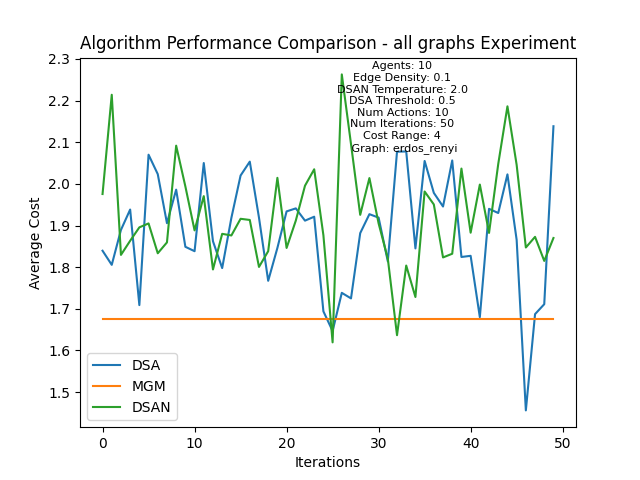 Algorithm Performance Comparison - all graphs Experiment
Agents: 10
Edge Density: 0.1
DSAN Temperature: 2.0
DSA Threshold: 0.5
Num Actions: 10
Num Iterations: 50
Cost Range: 4
Graph: erdos_renyi
Average Cost
2.3
2.2
2.1
2.0
1.9
1.8
1.7
1.6
1.5
DSA
MGM
DSAN
0 10 20 30 40 50
Iterations